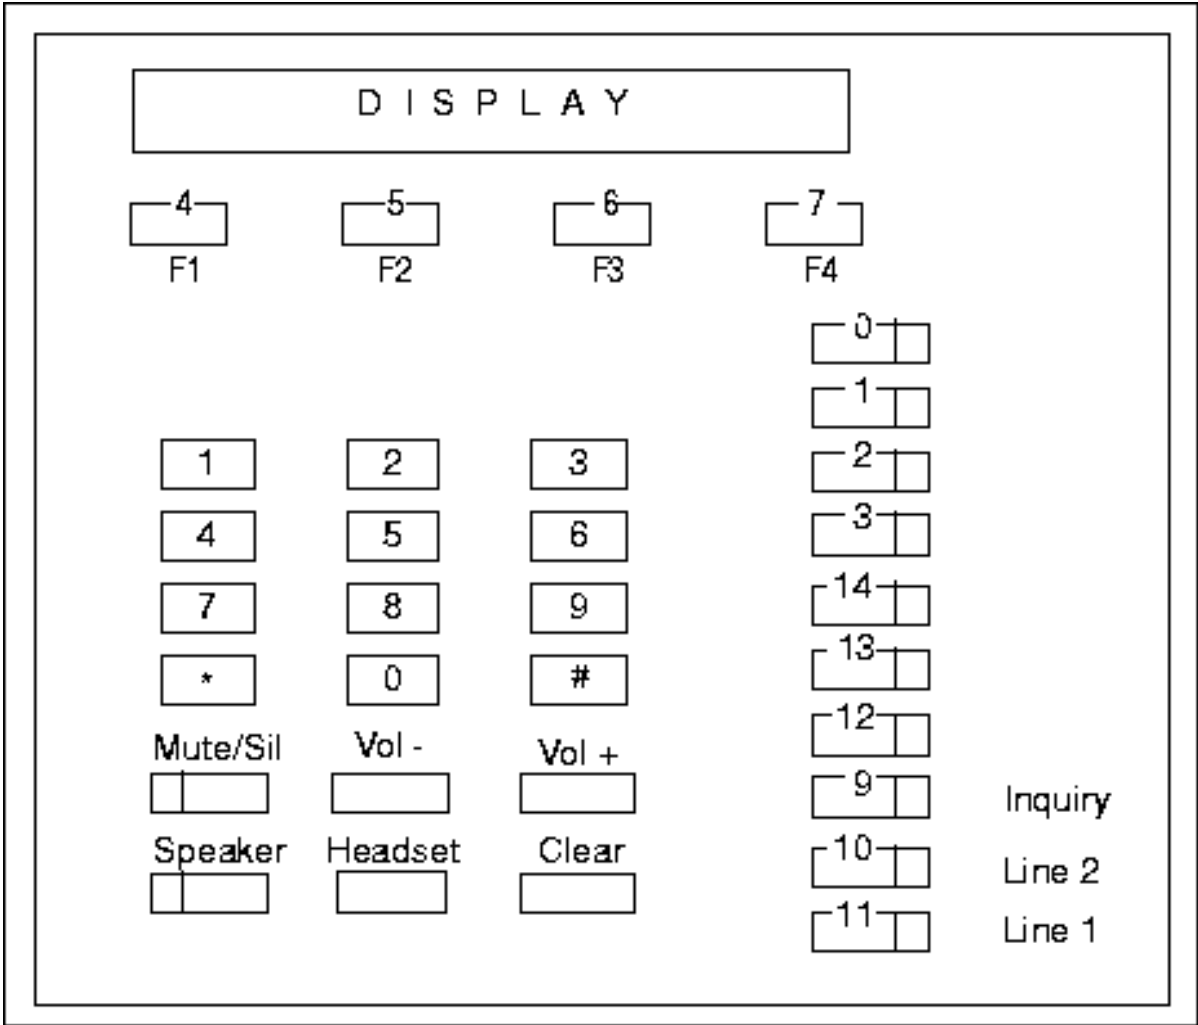 D I S P L A Y
4 5 6 7
F1 F2 F3 F4
0
1
1 2 3 2
4 5 6 3
7 8 9 14
* 0 # 13
Mute/Sil Vol - Vol + 12
9 Inquiry
Speaker Headset Clear 10 Line 2
11 Line 1